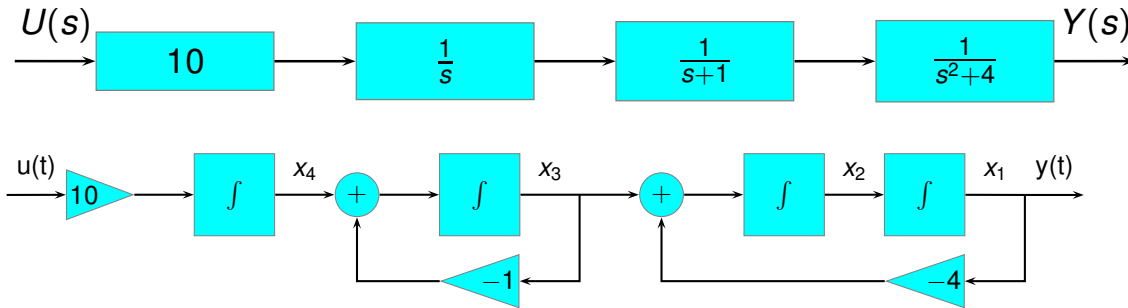 U(s) 10 1/s 1/(s+1) 1/(s²+4) Y(s)
u(t) 10 ∫ x₄ + ∫ x₃ + ∫ x₂ ∫ x₁ y(t)
−1 −4